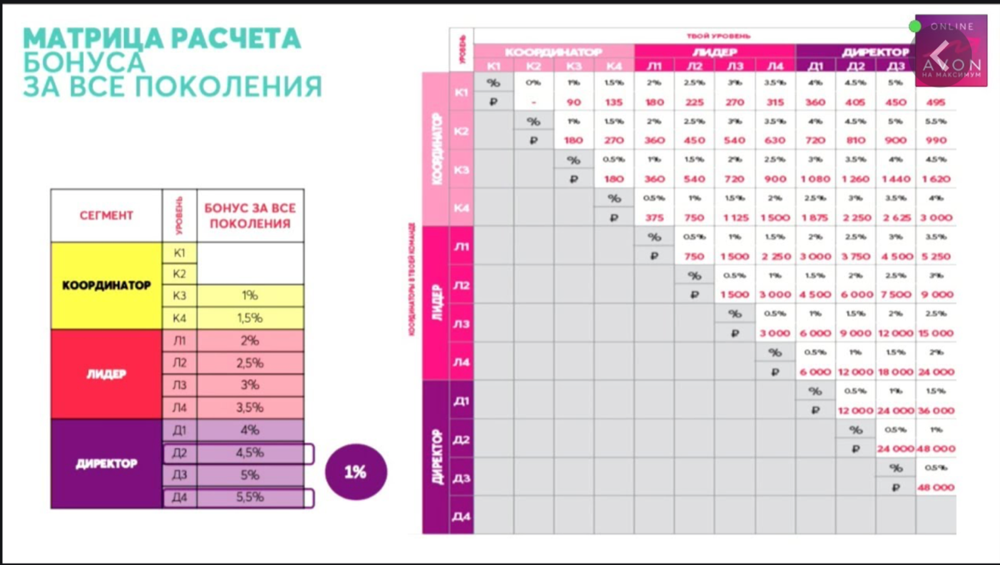 МАТРИЦА РАСЧЕТА
БОНУСА
ЗА ВСЕ ПОКОЛЕНИЯ
СЕГМЕНТ УРОВЕНЬ БОНУС ЗА ВСЕ
ПОКОЛЕНИЯ
КООРДИНАТОР
К1
К2
К3 1%
К4 1,5%
ЛИДЕР
Л1 2%
Л2 2,5%
Л3 3%
Л4 3,5%
ДИРЕКТОР
Д1 4%
Д2 4,5%
Д3 5%
Д4 5,5%
1%
ONLINE
AVON
НА МАКСИМУМ
УРОВЕНЬ
ТВОЙ УРОВЕНЬ
КООРДИНАТОР ЛИДЕР ДИРЕКТОР
К1 К2 К3 К4 Л1 Л2 Л3 Л4 Д1 Д2 Д3
КООРДИНАТОРЫ В ТВОЕЙ КОМАНДЕ
КООРДИНАТОР
К1
% 0% 1% 1.5% 2% 2.5% 3% 3.5% 4% 4.5% 5%
₽ - 90 135 180 225 270 315 360 405 450 495
К2
% 1% 1.5% 2% 2.5% 3% 3.5% 4% 4.5% 5% 5.5%
₽ 180 270 360 450 540 630 720 810 900 990
К3
% 0.5% 1% 1.5% 2% 2.5% 3% 3.5% 4% 4.5%
₽ 180 360 540 720 900 1 080 1 260 1 440 1 620
К4
% 0.5% 1% 1.5% 2% 2.5% 3% 3.5% 4%
₽ 375 750 1 125 1 500 1 875 2 250 2 625 3 000
ЛИДЕР
Л1
% 0.5% 1% 1.5% 2% 2.5% 3% 3.5%
₽ 750 1 500 2 250 3 000 3 750 4 500 5 250
Л2
% 0.5% 1% 1.5% 2% 2.5% 3%
₽ 1 500 3 000 4 500 6 000 7 500 9 000
Л3
% 0.5% 1% 1.5% 2% 2.5%
₽ 3 000 6 000 9 000 12 000 15 000
Л4
% 0.5% 1% 1.5% 2%
₽ 6 000 12 000 18 000 24 000
ДИРЕКТОР
Д1
% 0.5% 1% 1.5%
₽ 12 000 24 000 36 000
Д2
% 0.5% 1%
₽ 24 000 48 000
Д3
% 0.5%
₽ 48 000
Д4